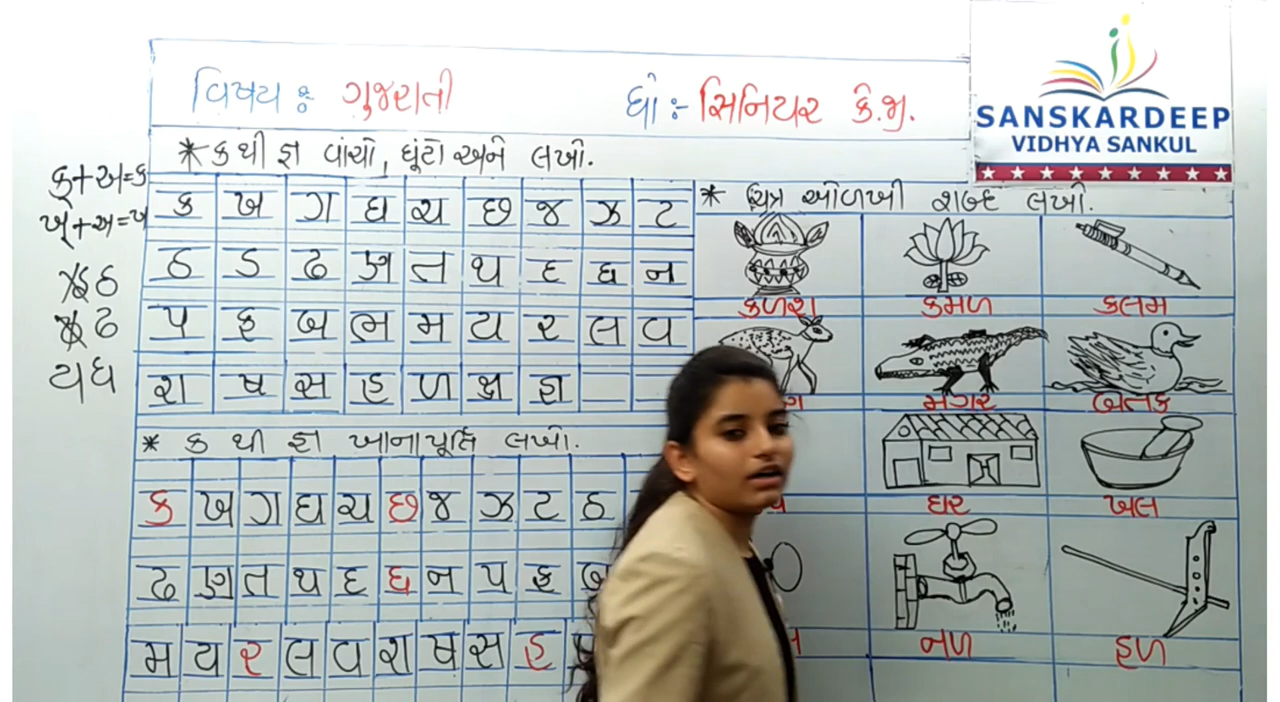 વિષય : ગુજરાતી
ધો :- સિનિયર કે.જી.
SANSKARDEEP
VIDHYA SANKUL
* ક થી જ્ઞ વાંચો, ઘૂંટો અને લખો.
ક્+અ=ક
ખ્+અ=ખ
ઠ
ઢ
ય ધ
ક ખ ગ ઘ ચ છ જ ઝ ટ
ઠ ડ ઢ ણ ત થ દ ધ ન
પ ફ બ ભ મ ય ર લ વ
શ ષ સ હ ળ ક્ષ જ્ઞ
* ક થી જ્ઞ ખાનાપૂર્તિ લખો.
ક ખ ગ ઘ ચ છ જ ઝ ટ ઠ
ઢ ણ ત થ દ ધ ન પ ફ બ
મ ય ર લ વ શ ષ સ હ
* ચિત્ર ઓળખી શબ્દ લખો.
કળશ કમળ કલમ
મગર બતક
ઘર ખલ
નળ હળ